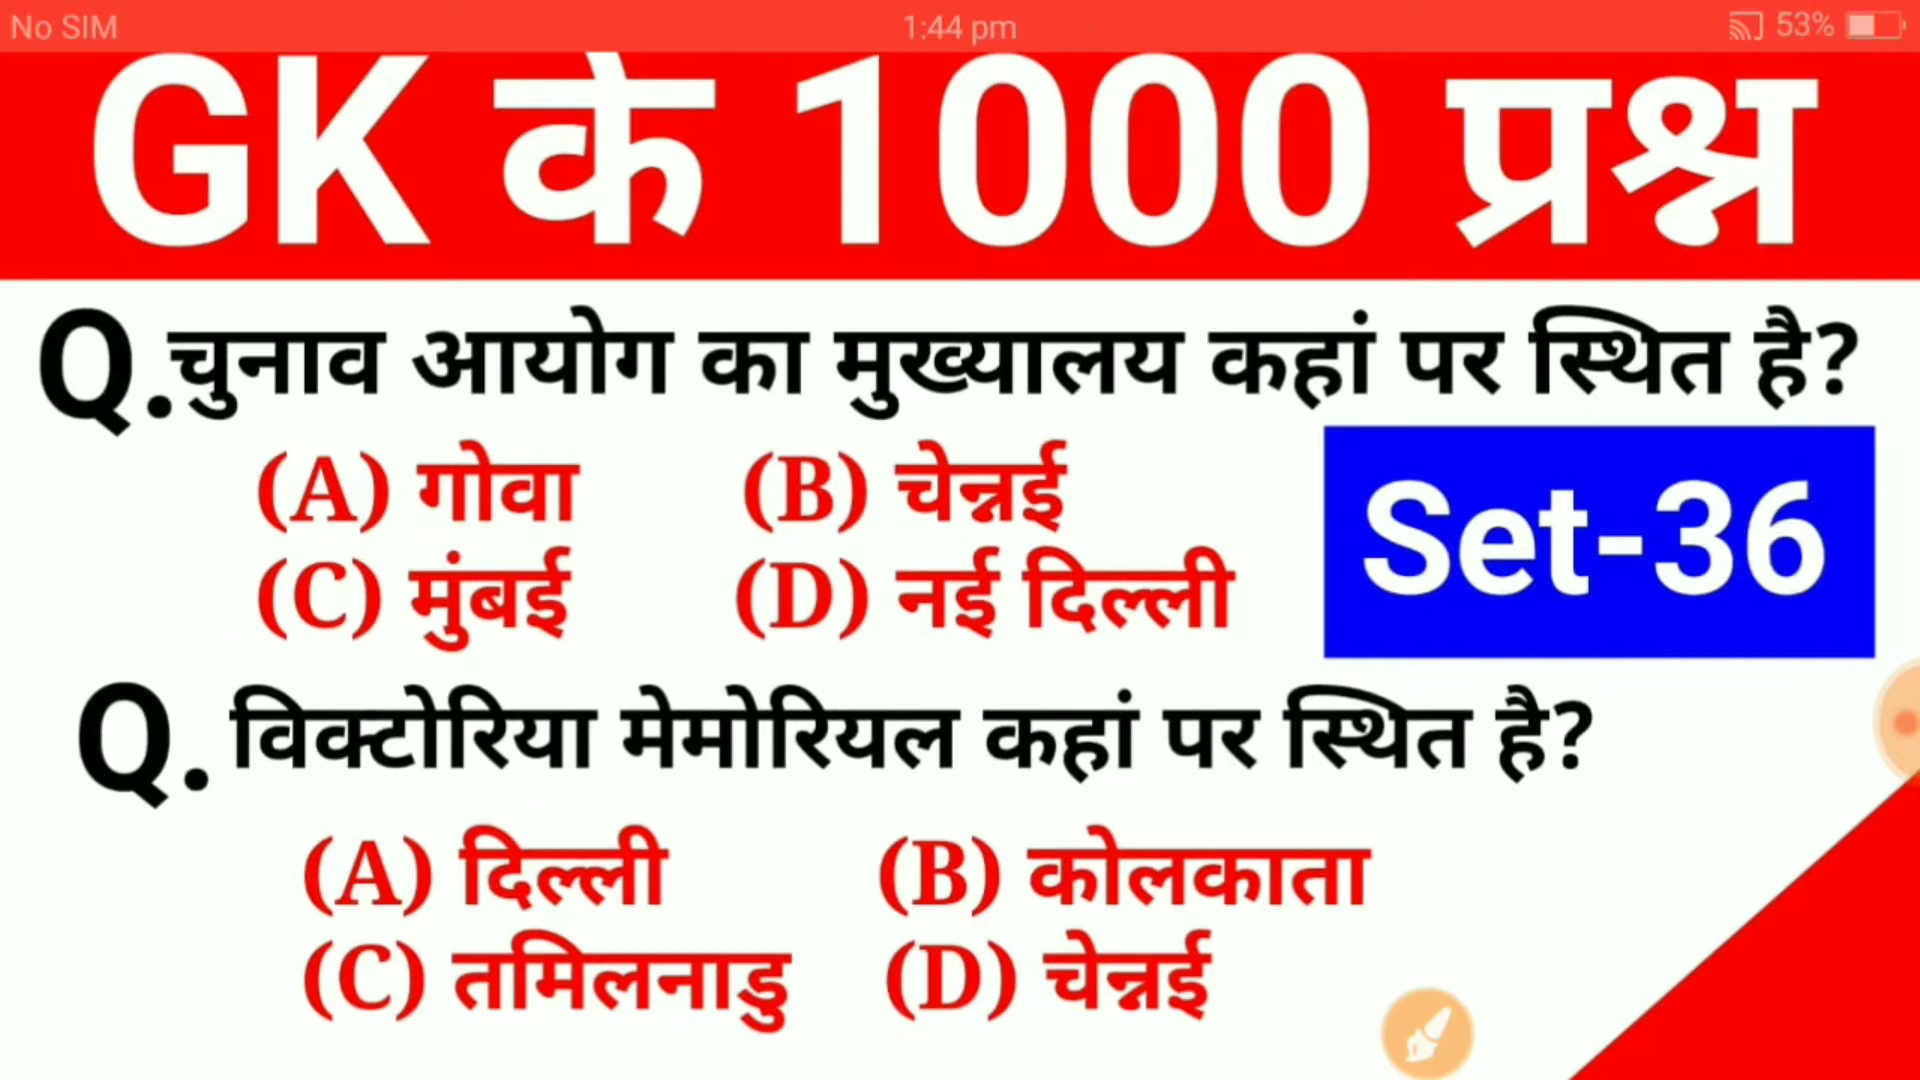 No SIM 1:44 pm 53%
GK के 1000 प्रश्न
Q.चुनाव आयोग का मुख्यालय कहां पर स्थित है?
(A) गोवा (B) चेन्नई
(C) मुंबई (D) नई दिल्ली
Set-36
Q. विक्टोरिया मेमोरियल कहां पर स्थित है?
(A) दिल्ली (B) कोलकाता
(C) तमिलनाडु (D) चेन्नई